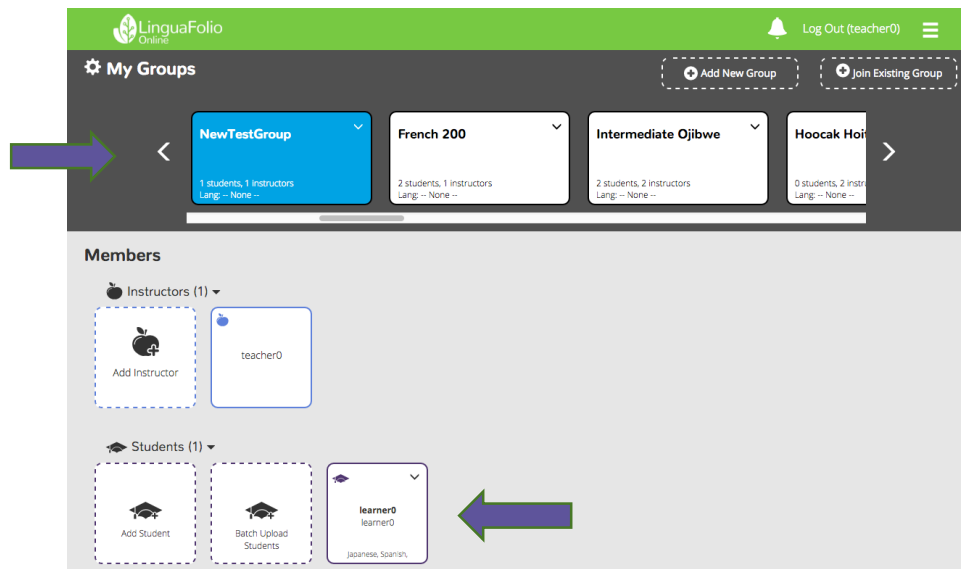 LinguaFolio
Online
Log Out (teacher0)
My Groups
Add New Group
Join Existing Group
NewTestGroup
1 students, 1 instructors
Lang: -- None --
French 200
2 students, 1 instructors
Lang: -- None --
Intermediate Ojibwe
2 students, 2 instructors
Lang: -- None --
Hoocak Hoi
0 students, 2 instr
Lang: -- None --
Members
Instructors (1)
Add Instructor
teacher0
Students (1)
Add Student
Batch Upload
Students
learner0
learner0
Japanese, Spanish,